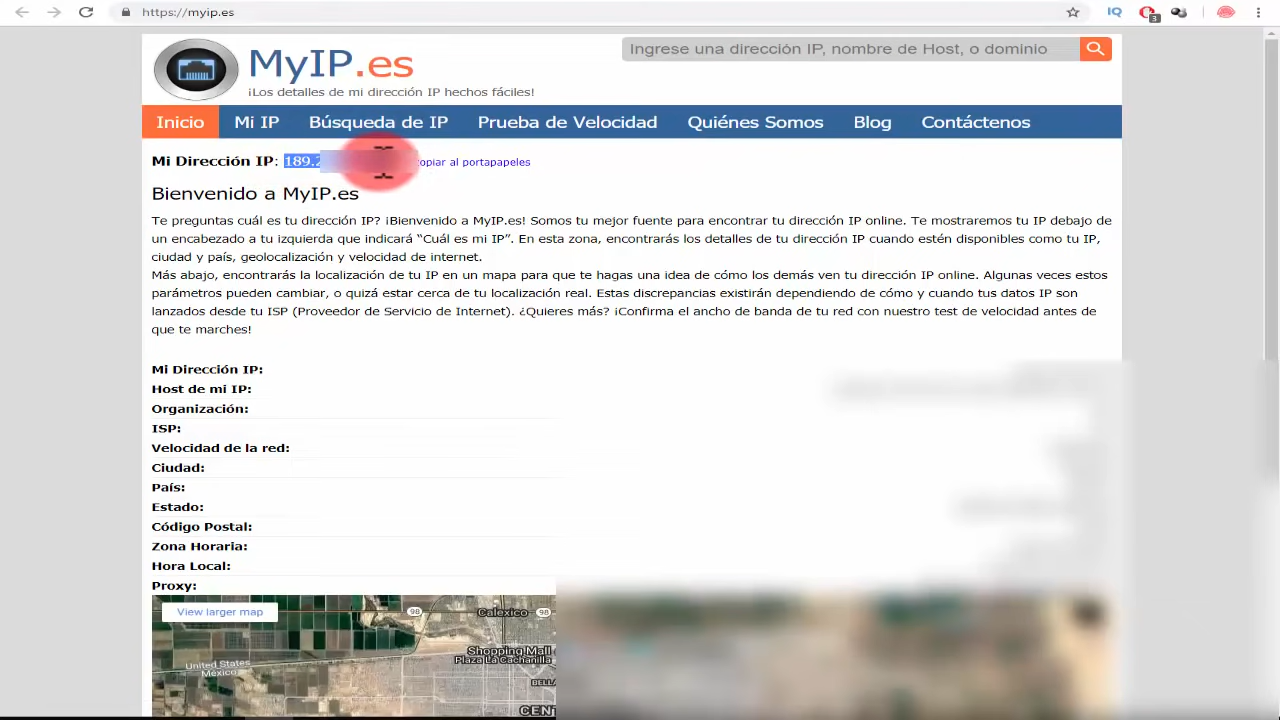 https://myip.es
IQ
3
MyIP.es
¡Los detalles de mi dirección IP hechos fáciles!
Ingrese una dirección IP, nombre de Host, o dominio
Inicio Mi IP Búsqueda de IP Prueba de Velocidad Quiénes Somos Blog Contáctenos
Mi Dirección IP: 189.2 opiar al portapapeles
Bienvenido a MyIP.es
Te preguntas cuál es tu dirección IP? ¡Bienvenido a MyIP.es! Somos tu mejor fuente para encontrar tu dirección IP online. Te mostraremos tu IP debajo de
un encabezado a tu izquierda que indicará “Cuál es mi IP”. En esta zona, encontrarás los detalles de tu dirección IP cuando estén disponibles como tu IP,
ciudad y país, geolocalización y velocidad de internet.
Más abajo, encontrarás la localización de tu IP en un mapa para que te hagas una idea de cómo los demás ven tu dirección IP online. Algunas veces estos
parámetros pueden cambiar, o quizá estar cerca de tu localización real. Estas discrepancias existirán dependiendo de cómo y cuando tus datos IP son
lanzados desde tu ISP (Proveedor de Servicio de Internet). ¿Quieres más? ¡Confirma el ancho de banda de tu red con nuestro test de velocidad antes de
que te marches!
Mi Dirección IP:
Host de mi IP:
Organización:
ISP:
Velocidad de la red:
Ciudad:
País:
Estado:
Código Postal:
Zona Horaria:
Hora Local:
Proxy:
View larger map
98
Calexico
98
Shopping Mall
Plaza La Cachanilla
United States
México
BELL
CEN